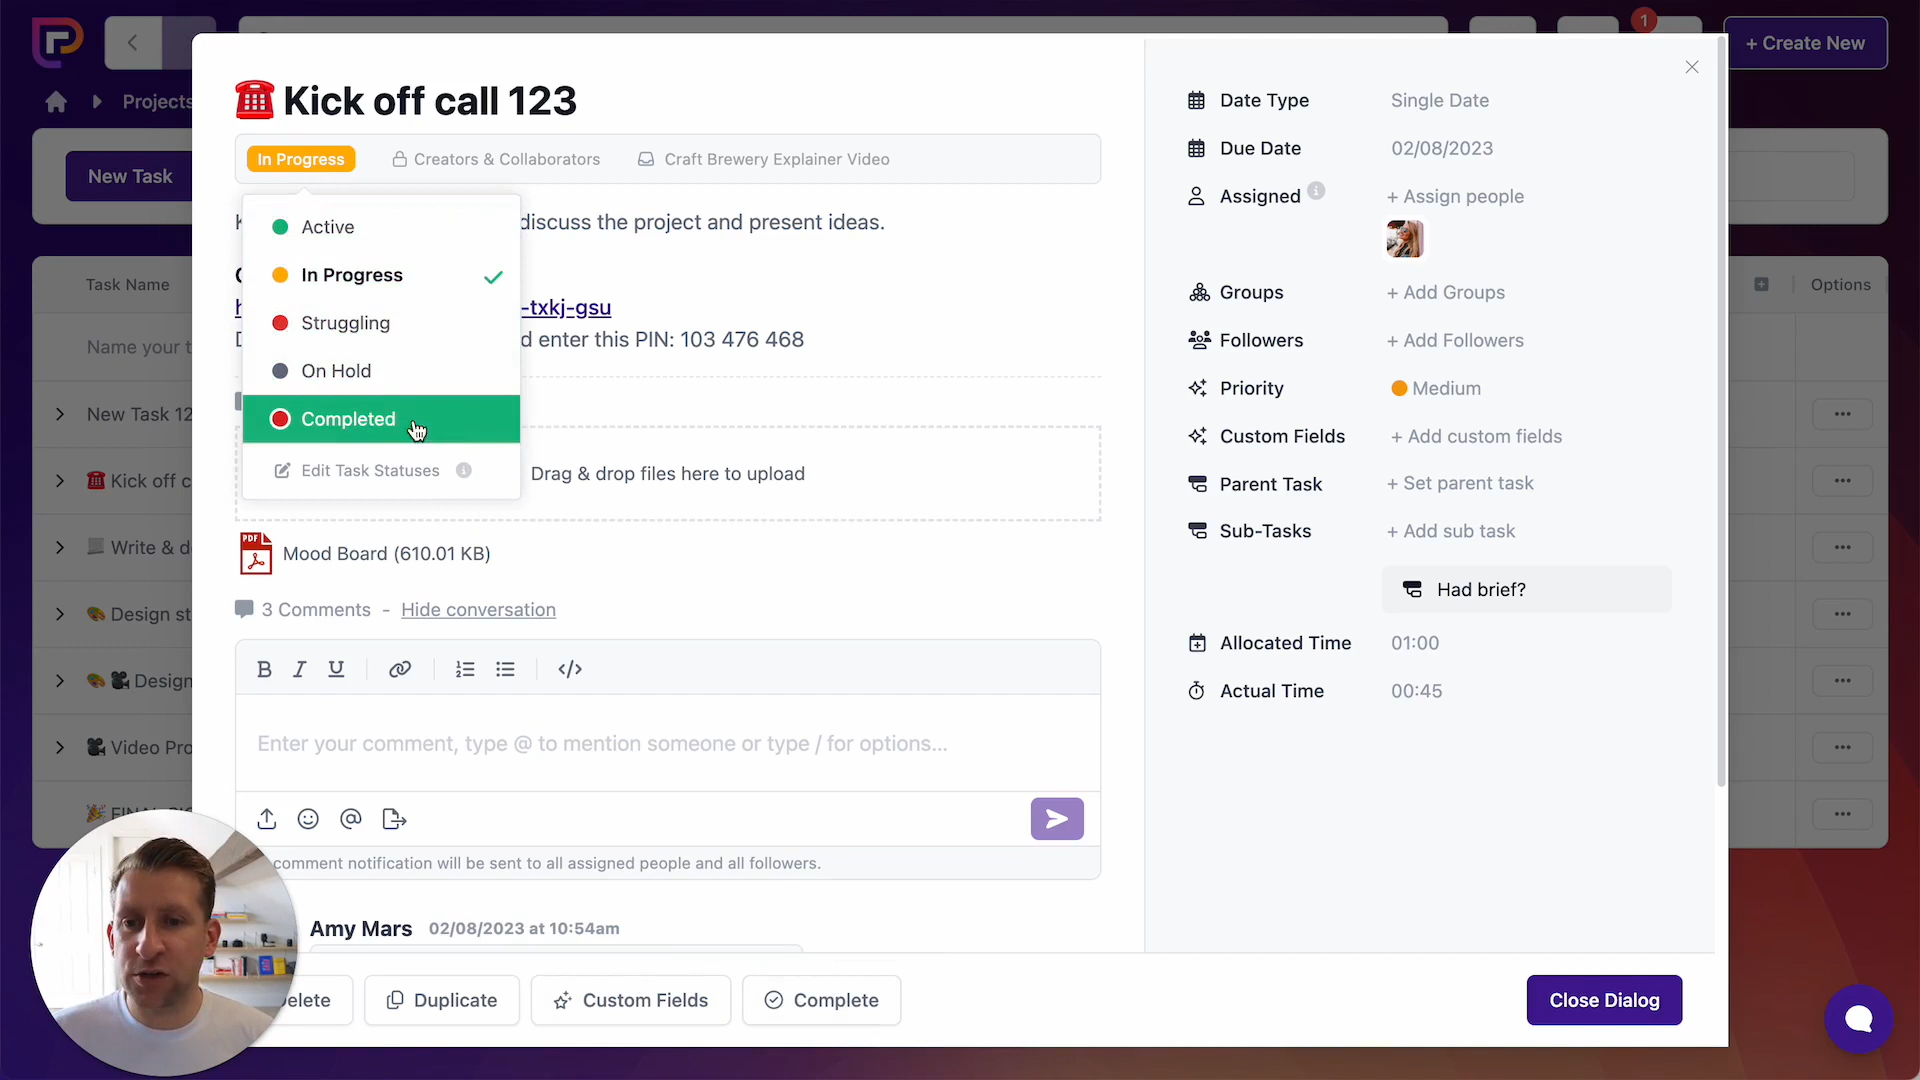 1
+ Create New
Projects
New Task
Task Name
Options
Name your t
New Task 12
Kick off c
Write & d
Design st
Design
Video Pro
Kick off call 123
In Progress
Creators & Collaborators
Craft Brewery Explainer Video
discuss the project and present ideas.
-txkj-gsu
d enter this PIN: 103 476 468
Active
In Progress
Struggling
On Hold
Completed
Edit Task Statuses
Drag & drop files here to upload
PDF
Mood Board (610.01 KB)
3 Comments - Hide conversation
B I U </>
Enter your comment, type @ to mention someone or type / for options...
comment notification will be sent to all assigned people and all followers.
Amy Mars 02/08/2023 at 10:54am
elete
Duplicate
Custom Fields
Complete
Close Dialog
Date Type Single Date
Due Date 02/08/2023
Assigned + Assign people
Groups + Add Groups
Followers + Add Followers
Priority Medium
Custom Fields + Add custom fields
Parent Task + Set parent task
Sub-Tasks + Add sub task
Had brief?
Allocated Time 01:00
Actual Time 00:45